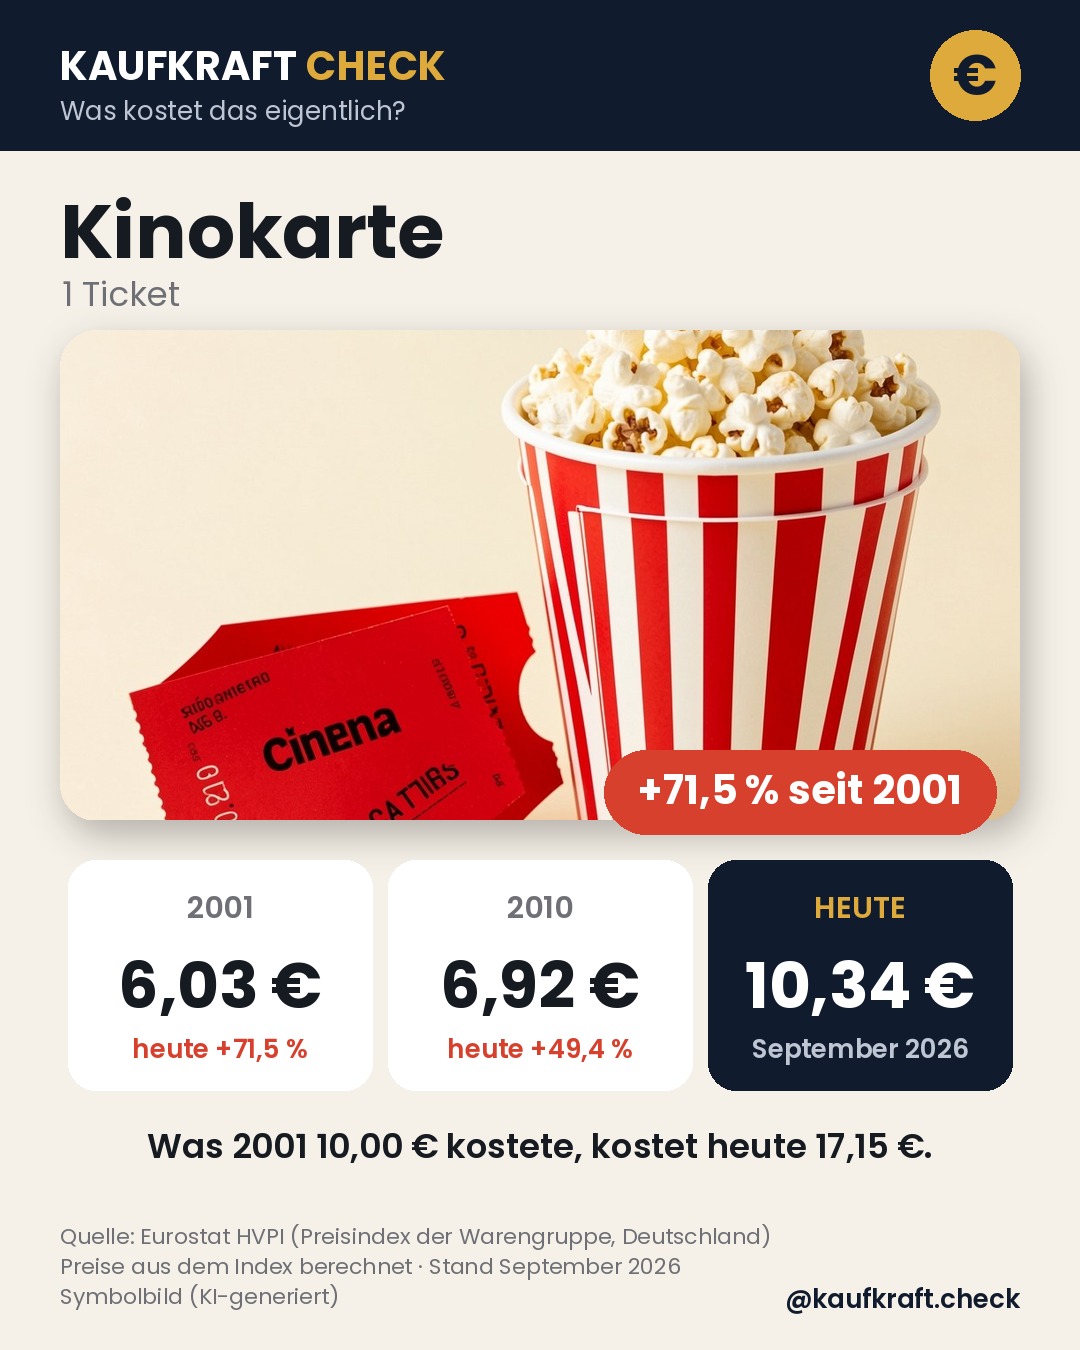 KAUFKRAFT CHECK
Was kostet das eigentlich?
€
Kinokarte
1 Ticket
Cinena
+71,5 % seit 2001
2001
6,03 €
heute +71,5 %
2010
6,92 €
heute +49,4 %
HEUTE
10,34 €
September 2026
Was 2001 10,00 € kostete, kostet heute 17,15 €.
Quelle: Eurostat HVPI (Preisindex der Warengruppe, Deutschland)
Preise aus dem Index berechnet · Stand September 2026
Symbolbild (KI-generiert)
@kaufkraft.check